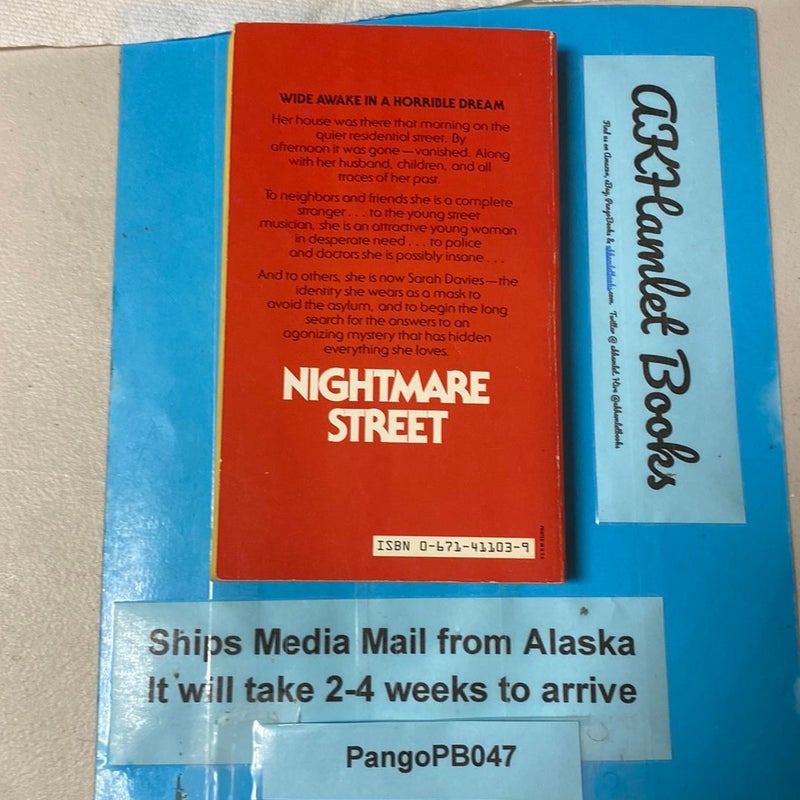 WIDE AWAKE IN A HORRIBLE DREAM
Her house was there that morning on the
quiet residential street. By
afternoon it was gone—vanished. Along
with her husband, children, and all
traces of her past.
To neighbors and friends she is a complete
stranger . . . to the young street
musician, she is an attractive young woman
in desperate need . . . to police
and doctors she is possibly insane . . .
And to others, she is now Sarah Davies—the
identity she wears as a mask to
avoid the asylum, and to begin the long
search for the answers to an
agonizing mystery that has hidden
everything she loves.
NIGHTMARE
STREET
ISBN 0-671-41103-9
AKHamlet Books
Find us on Amazon, eBay, PangoBooks &
Ships Media Mail from Alaska
It will take 2-4 weeks to arrive
PangoPB047